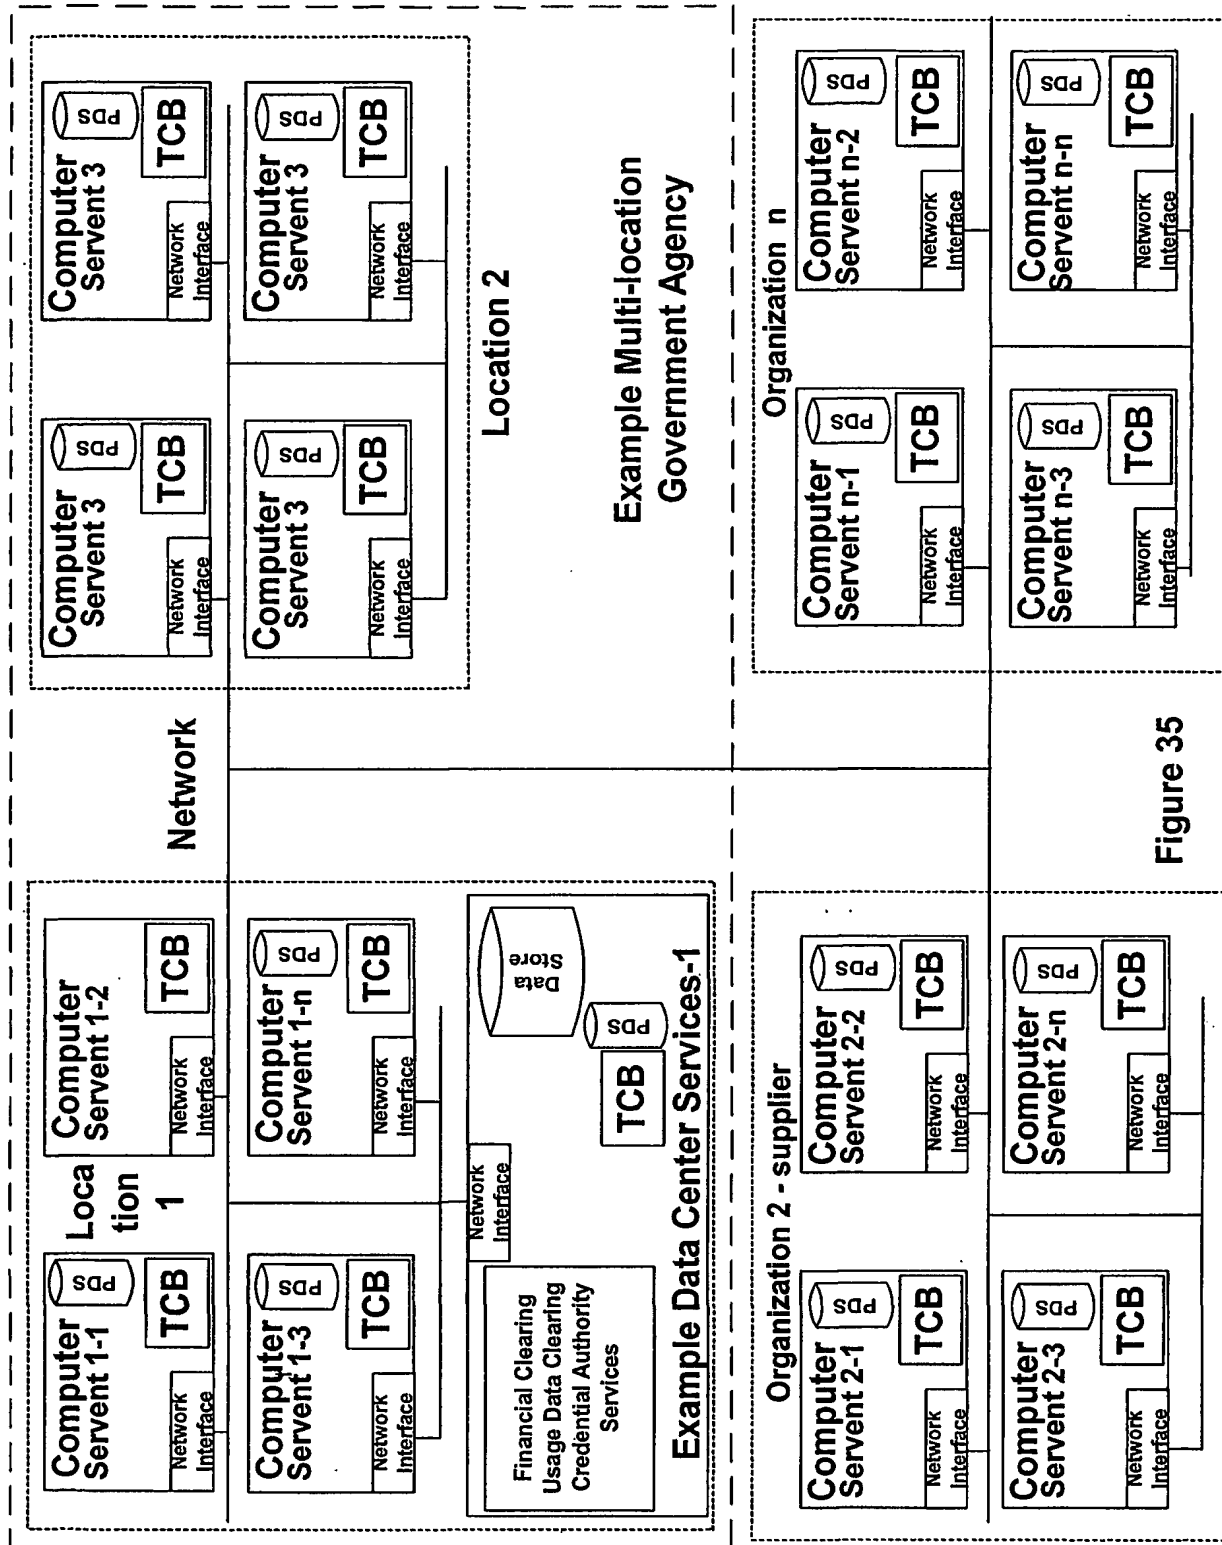 Computer
Servent 1-1
PDS
TCB
Network
Interface
Loca
tion
1
Computer
Servent 1-2
TCB
Network
Interface
Computer
Servent 1-3
PDS
TCB
Network
Interface
Computer
Servent 1-n
PDS
TCB
Network
Interface
Network
Interface
Financial Clearing
Usage Data Clearing
Credential Authority
Services
TCB
PDS
Data
Store
Example Data Center Services-1
Network
Computer
Servent 3
PDS
TCB
Network
Interface
Computer
Servent 3
PDS
TCB
Network
Interface
Computer
Servent 3
PDS
TCB
Network
Interface
Computer
Servent 3
PDS
TCB
Network
Interface
Location 2
Example Multi-location
Government Agency
Organization 2 - supplier
Computer
Servent 2-1
PDS
TCB
Network
Interface
Computer
Servent 2-2
PDS
TCB
Network
Interface
Computer
Servent 2-3
PDS
TCB
Network
Interface
Computer
Servent 2-n
PDS
TCB
Network
Interface
Organization n
Computer
Servent n-1
PDS
TCB
Network
Interface
Computer
Servent n-2
PDS
TCB
Network
Interface
Computer
Servent n-3
PDS
TCB
Network
Interface
Computer
Servent n-n
PDS
TCB
Network
Interface
Figure 35